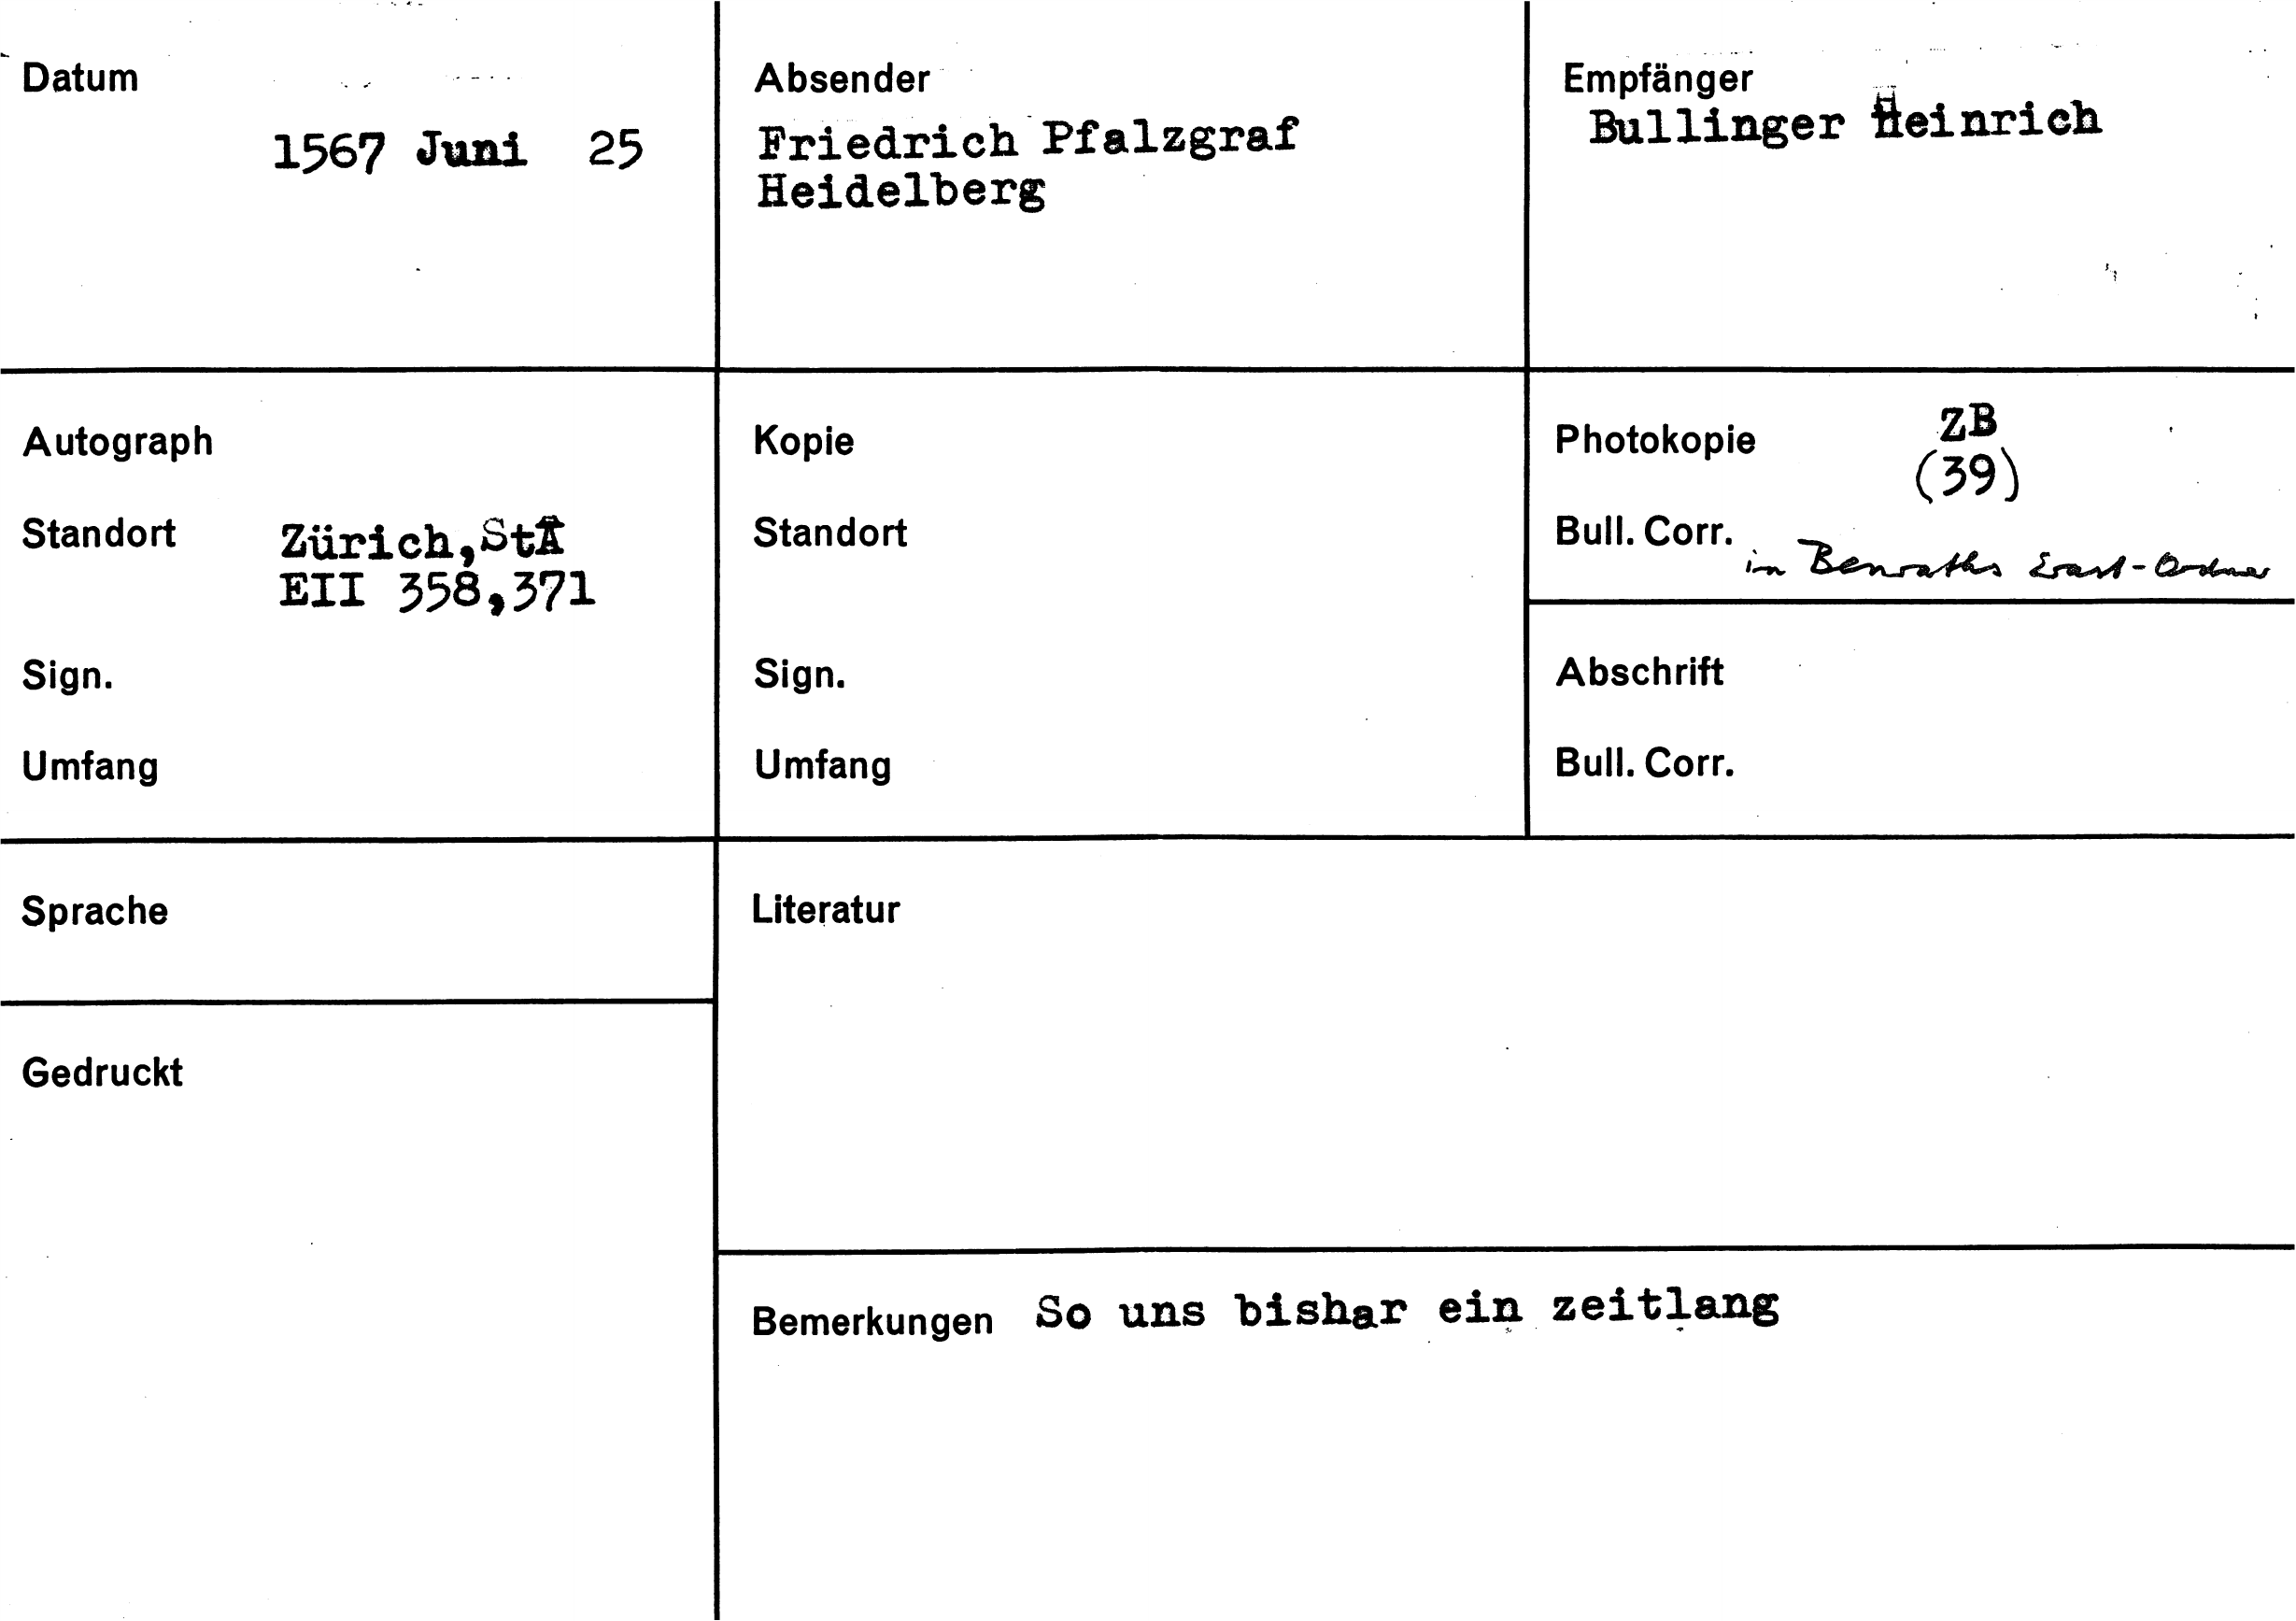 Datum
1567 Juni 25
Absender
Friedrich Pfalzgraf
Heidelberg
Empfänger
Bullinger Heinrich
Autograph
Standort Zürich,StA
EII 358,371
Sign.
Umfang
Kopie
Standort
Sign.
Umfang
Photokopie ZB
(39)
Bull. Corr.
in Benraths Erast-Ordner
Abschrift
Bull. Corr.
Sprache
Gedruckt
Literatur
Bemerkungen So uns bishar ein zeitlang